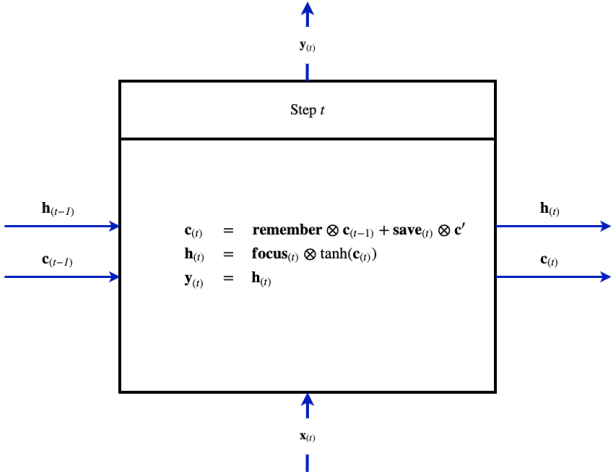 y(t)
Step t
h(t−1)
h(t)
c(t) = remember ⊗ c(t−1) + save(t) ⊗ c′
h(t) = focus(t) ⊗ tanh(c(t))
c(t−1)
c(t)
y(t) = h(t)
x(t)